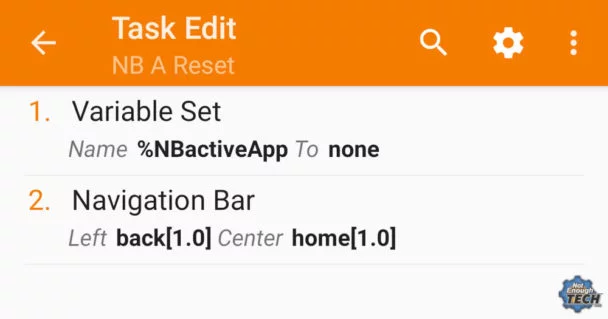 Task Edit
NB A Reset
1. Variable Set
Name %NBactiveApp To none
2. Navigation Bar
Left back[1.0] Center home[1.0]
Not
Enough
TECH